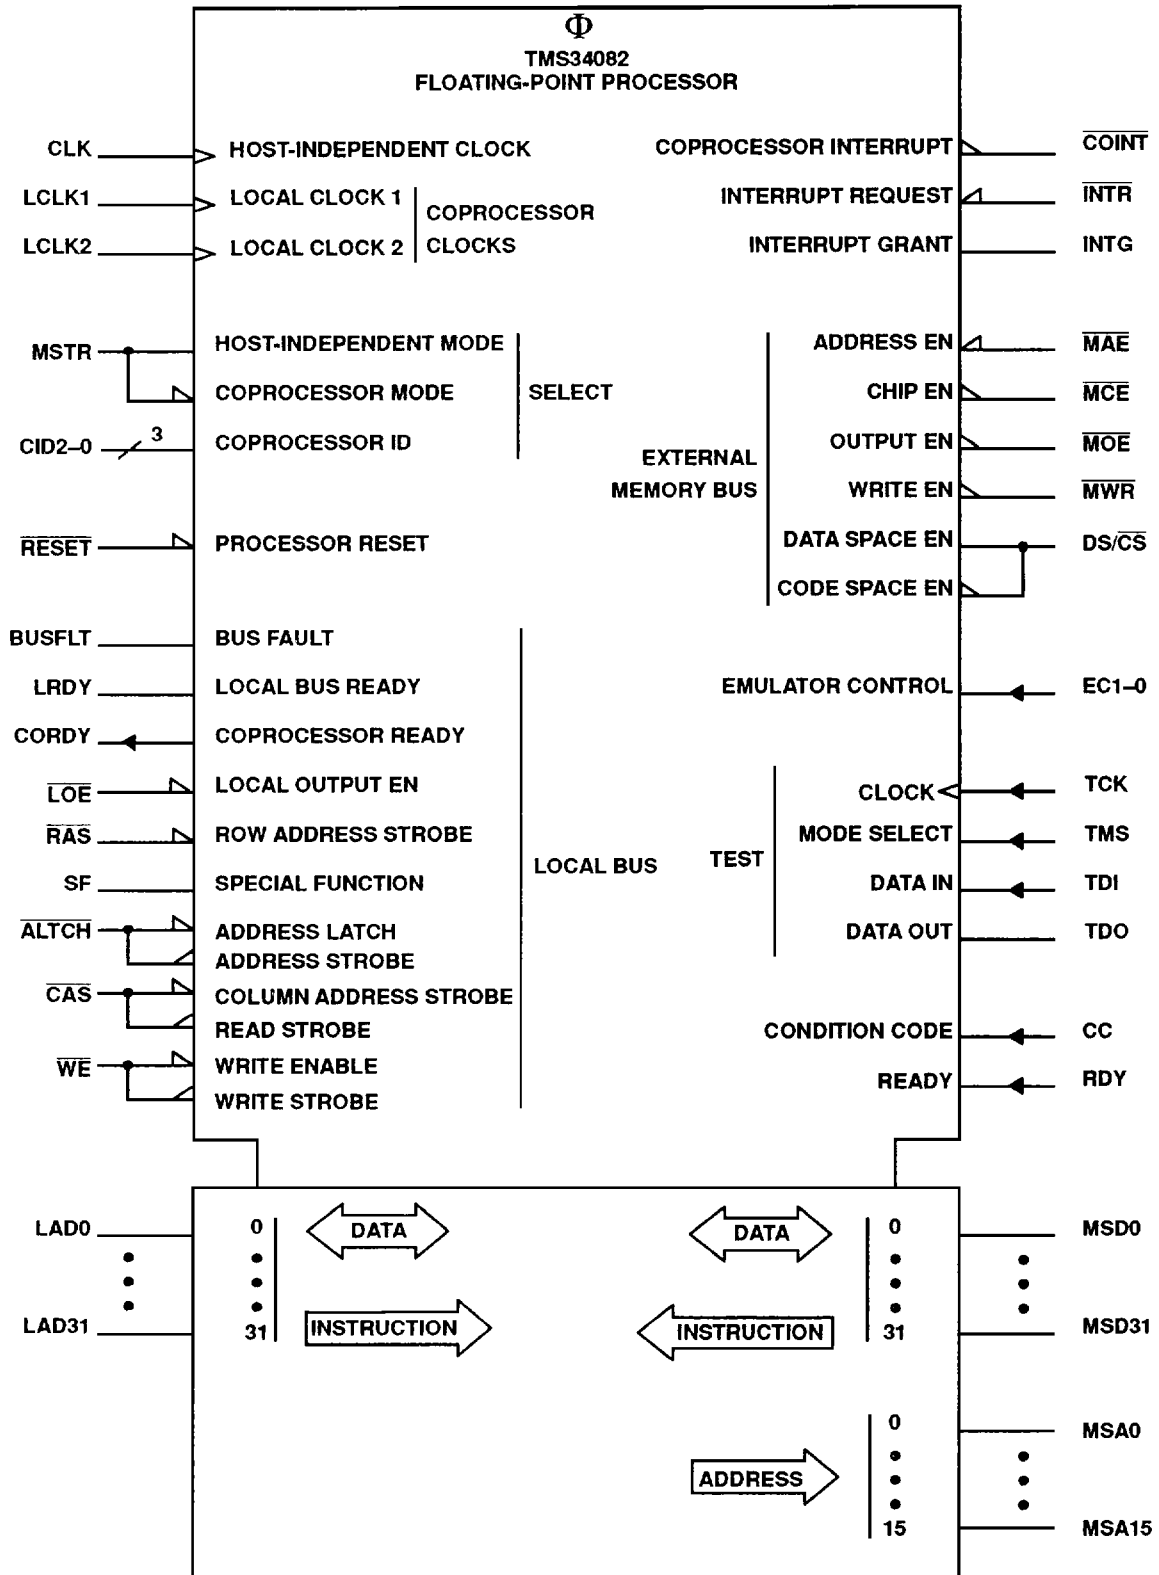 Φ
TMS34082
FLOATING-POINT PROCESSOR
CLK HOST-INDEPENDENT CLOCK
LCLK1 LOCAL CLOCK 1
LCLK2 LOCAL CLOCK 2
COPROCESSOR
CLOCKS
MSTR HOST-INDEPENDENT MODE
COPROCESSOR MODE
SELECT
CID2–0 3 COPROCESSOR ID
RESET PROCESSOR RESET
BUSFLT BUS FAULT
LRDY LOCAL BUS READY
CORDY COPROCESSOR READY
LOE LOCAL OUTPUT EN
RAS ROW ADDRESS STROBE
SF SPECIAL FUNCTION
ALTCH ADDRESS LATCH
ADDRESS STROBE
CAS COLUMN ADDRESS STROBE
READ STROBE
WE WRITE ENABLE
WRITE STROBE
LOCAL BUS
COPROCESSOR INTERRUPT COINT
INTERRUPT REQUEST INTR
INTERRUPT GRANT INTG
EXTERNAL
MEMORY BUS
ADDRESS EN MAE
CHIP EN MCE
OUTPUT EN MOE
WRITE EN MWR
DATA SPACE EN DS/CS
CODE SPACE EN
EMULATOR CONTROL EC1–0
TEST
CLOCK TCK
MODE SELECT TMS
DATA IN TDI
DATA OUT TDO
CONDITION CODE CC
READY RDY
LAD0 0 DATA
LAD31 31 INSTRUCTION
DATA 0 MSD0
INSTRUCTION 31 MSD31
0 MSA0
ADDRESS
15 MSA15